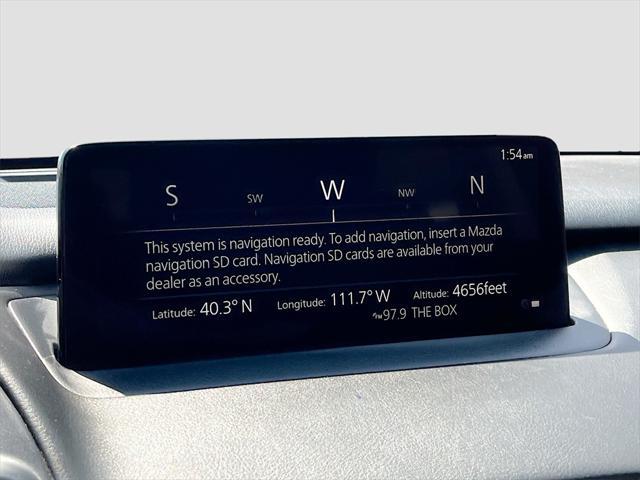 1:54am
S SW W NW N
This system is navigation ready. To add navigation, insert a Mazda
navigation SD card. Navigation SD cards are available from your
dealer as an accessory.
Latitude: 40.3° N Longitude: 111.7° W Altitude: 4656feet
FM 97.9 THE BOX